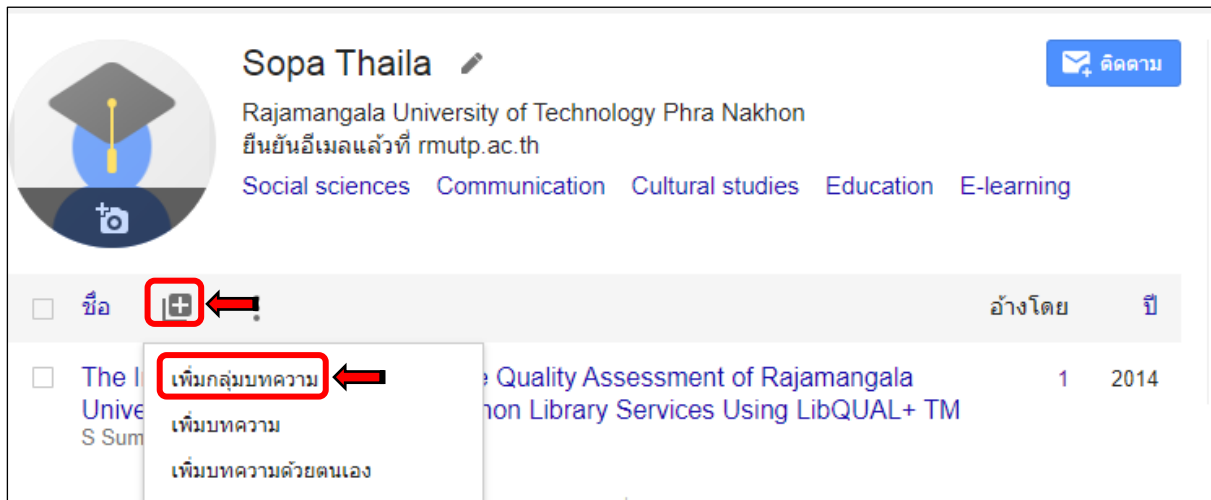 Sopa Thaila
ติดตาม
Rajamangala University of Technology Phra Nakhon
ยืนยันอีเมลแล้วที่ rmutp.ac.th
Social sciences Communication Cultural studies Education E-learning
ชื่อ อ้างโดย ปี
The Quality Assessment of Rajamangala 1 2014
Library Services Using LibQUAL+ TM
S
เพิ่มกลุ่มบทความ
เพิ่มบทความ
เพิ่มบทความด้วยตนเอง